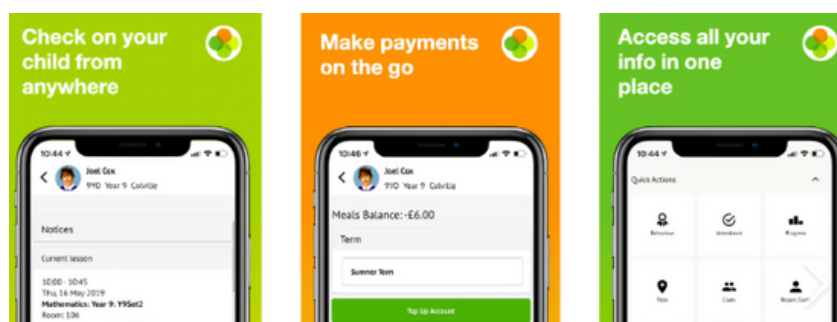 Check on your
child from
anywhere
10:44
Joel Cox
9YO Year 9 Colville
Notices
Current lesson
10:00 - 10:45
Thu, 16 May 2019
Mathematics: Year 9: Y9Set2
Room: 106
Make payments
on the go
10:46
Joel Cox
9YO Year 9 Colville
Meals Balance: -£6.00
Term
Summer Term
Top Up Account
Access all your
info in one
place
10:44
Quick Actions
Behaviour
Attendance
Progress
Clubs